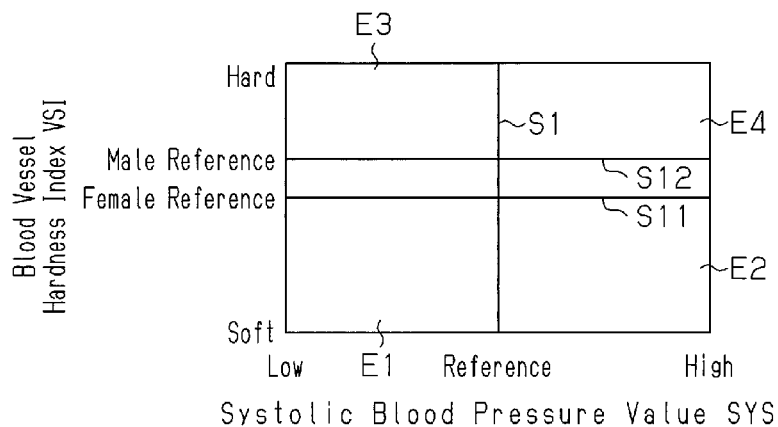 E3
Hard
S1
E4
Blood Vessel
Hardness Index VSI
Male Reference
S12
Female Reference
S11
E2
Soft
Low
E1
Reference
High
Systolic Blood Pressure Value SYS